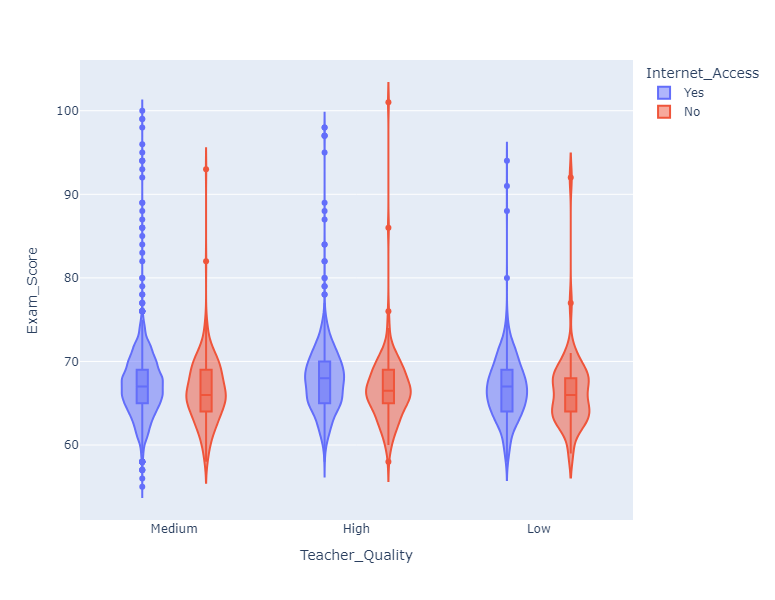 Internet_Access
Yes
No
100
90
80
70
60
Exam_Score
Medium
High
Low
Teacher_Quality